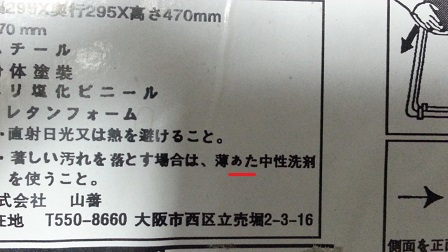 295X奥行295X高さ470mm
70 mm
チール
体塗装
リ塩化ビニール
レタンフォーム
・直射日光又は熱を避けること。
・著しい汚れを落とす場合は、薄ぁた中性洗剤
を使うこと。
式会社 山善
在地 T550-8660 大阪市西区立売堀2-3-16
側面を正